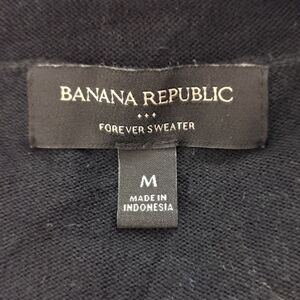 BANANA REPUBLIC
FOREVER SWEATER
M
MADE IN
INDONESIA